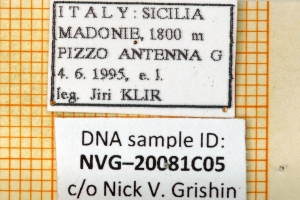 ITALY: SICILIA
MADONIE, 1800 m
PIZZO ANTENNA G
4. 6. 1995, e. l.
leg. Jiri KLIR
DNA sample ID:
NVG–20081C05
c/o Nick V. Grishin